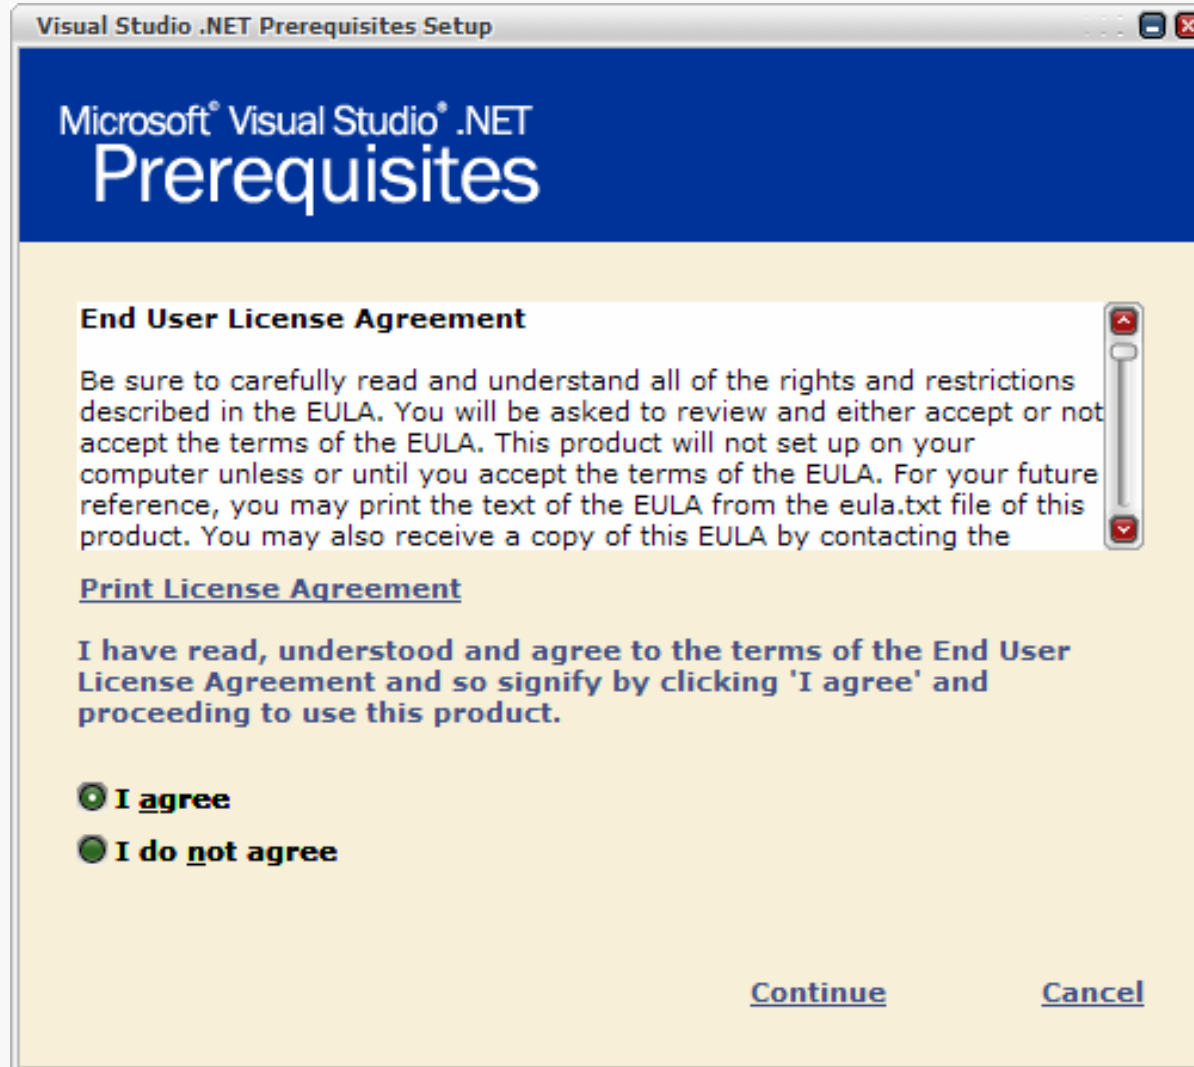 Visual Studio .NET Prerequisites Setup
Microsoft® Visual Studio® .NET
Prerequisites
End User License Agreement
Be sure to carefully read and understand all of the rights and restrictions
described in the EULA. You will be asked to review and either accept or not
accept the terms of the EULA. This product will not set up on your
computer unless or until you accept the terms of the EULA. For your future
reference, you may print the text of the EULA from the eula.txt file of this
product. You may also receive a copy of this EULA by contacting the
Print License Agreement
I have read, understood and agree to the terms of the End User
License Agreement and so signify by clicking 'I agree' and
proceeding to use this product.
I agree
I do not agree
Continue Cancel